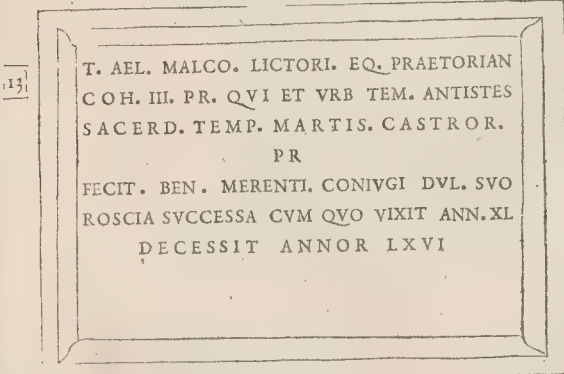 T. AEL. MALCO. LICTORI. EQ. PRAETORIAN
COH. III. PR. QVI ET VRB TEM. ANTISTES
SACERD. TEMP. MARTIS. CASTROR.
PR
FECIT. BEN. MERENTI. CONIVGI DVL. SVO
ROSCIA SVCCESSA CVM QVO VIXIT ANN. XL
DECESSIT ANNOR LXVI